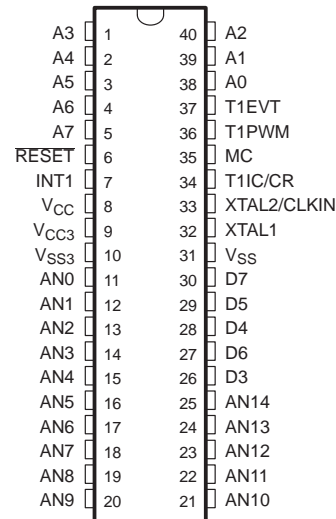 A3 1 40 A2
A4 2 39 A1
A5 3 38 A0
A6 4 37 T1EVT
A7 5 36 T1PWM
RESET 6 35 MC
INT1 7 34 T1IC/CR
VCC 8 33 XTAL2/CLKIN
VCC3 9 32 XTAL1
VSS3 10 31 VSS
AN0 11 30 D7
AN1 12 29 D5
AN2 13 28 D4
AN3 14 27 D6
AN4 15 26 D3
AN5 16 25 AN14
AN6 17 24 AN13
AN7 18 23 AN12
AN8 19 22 AN11
AN9 20 21 AN10